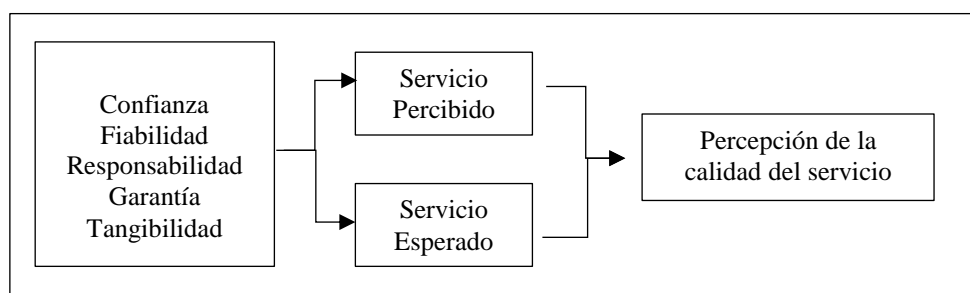 Confianza
Fiabilidad
Responsabilidad
Garantía
Tangibilidad
Servicio
Percibido
Servicio
Esperado
Percepción de la
calidad del servicio